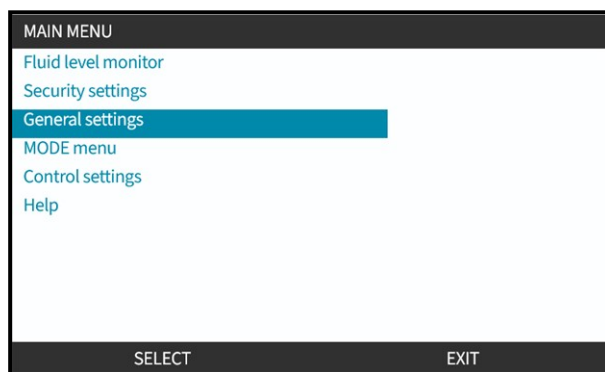 MAIN MENU
Fluid level monitor
Security settings
General settings
MODE menu
Control settings
Help
SELECT EXIT